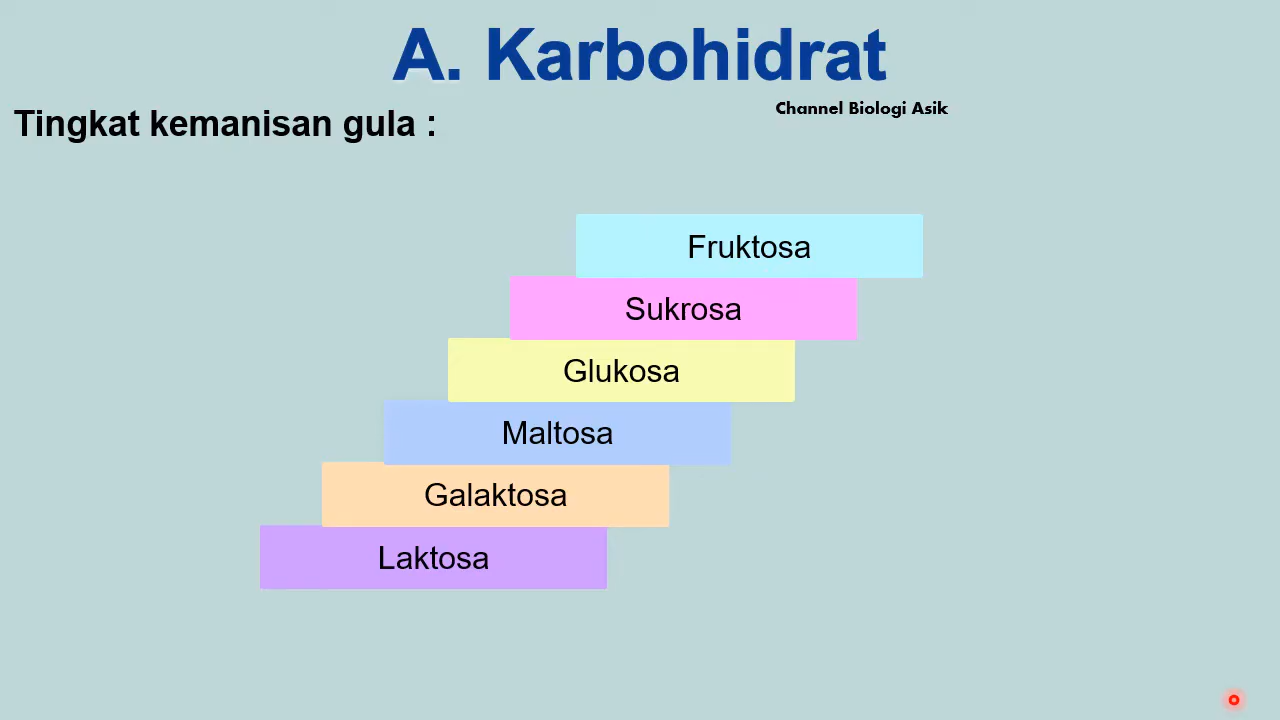 A. Karbohidrat
Channel Biologi Asik
Tingkat kemanisan gula :
Fruktosa
Sukrosa
Glukosa
Maltosa
Galaktosa
Laktosa